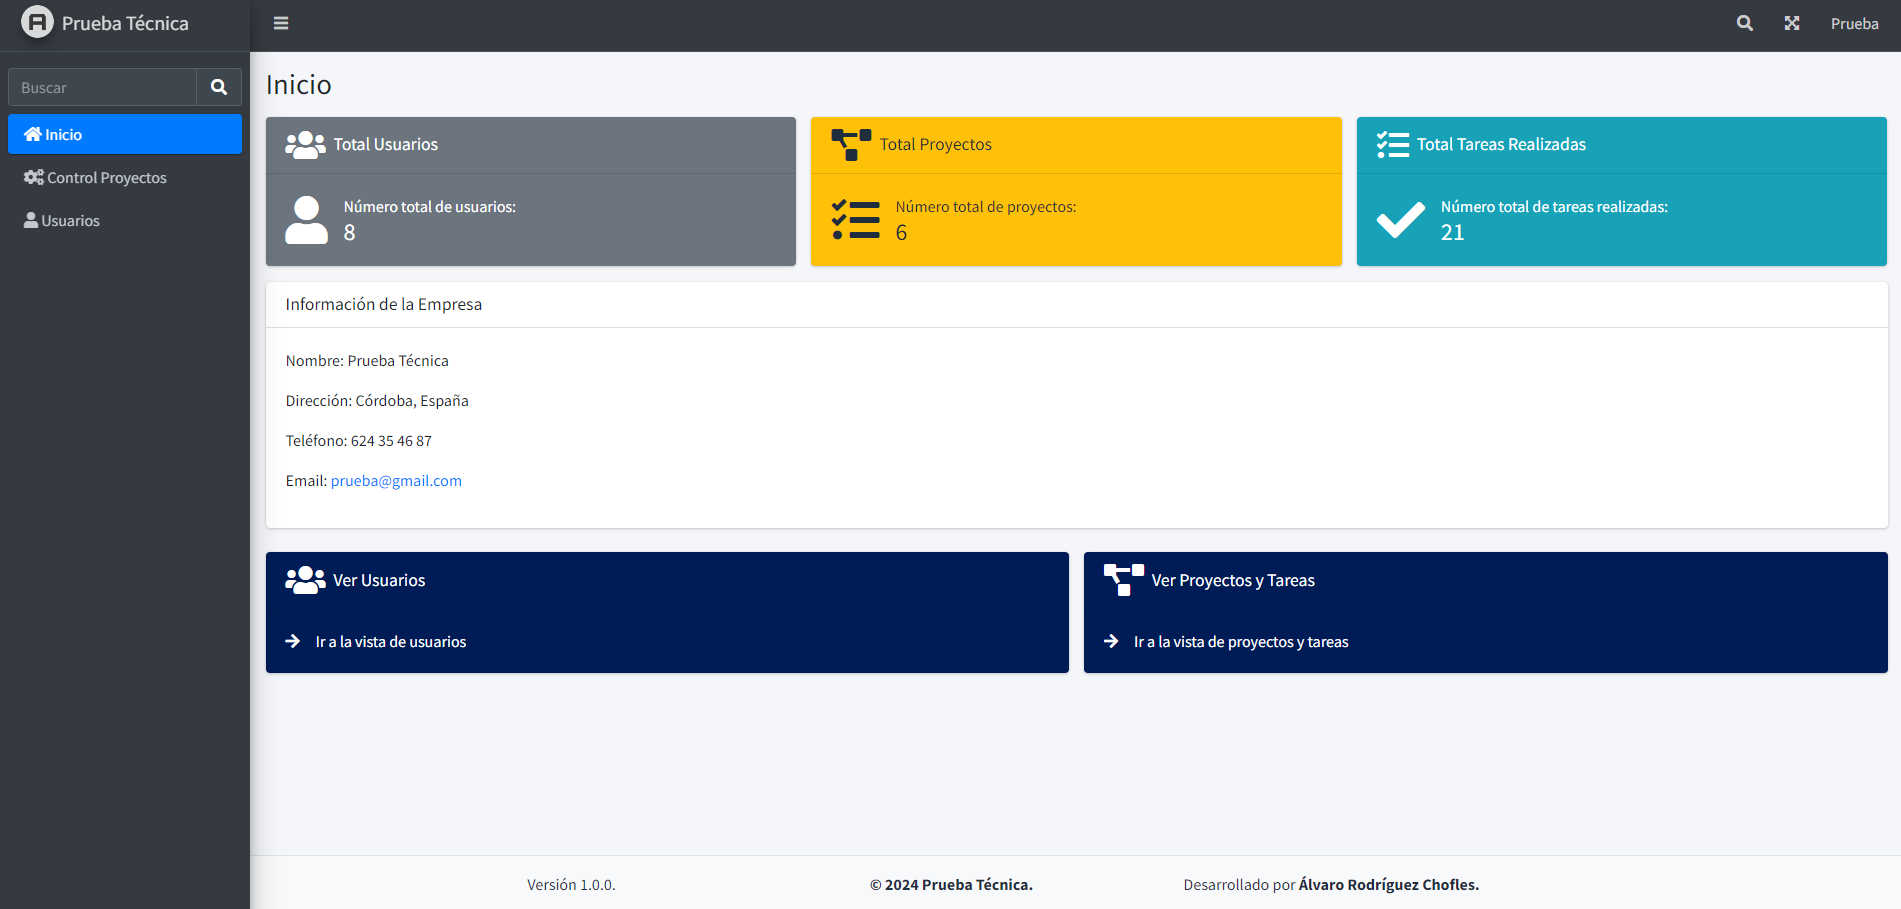 Prueba Técnica
Prueba
Buscar
Inicio
Control Proyectos
Usuarios
Inicio
Total Usuarios
Número total de usuarios:
8
Total Proyectos
Número total de proyectos:
6
Total Tareas Realizadas
Número total de tareas realizadas:
21
Información de la Empresa
Nombre: Prueba Técnica
Dirección: Córdoba, España
Teléfono: 624 35 46 87
Email: prueba@gmail.com
Ver Usuarios
Ir a la vista de usuarios
Ver Proyectos y Tareas
Ir a la vista de proyectos y tareas
Versión 1.0.0.
© 2024 Prueba Técnica.
Desarrollado por Álvaro Rodríguez Chofles.